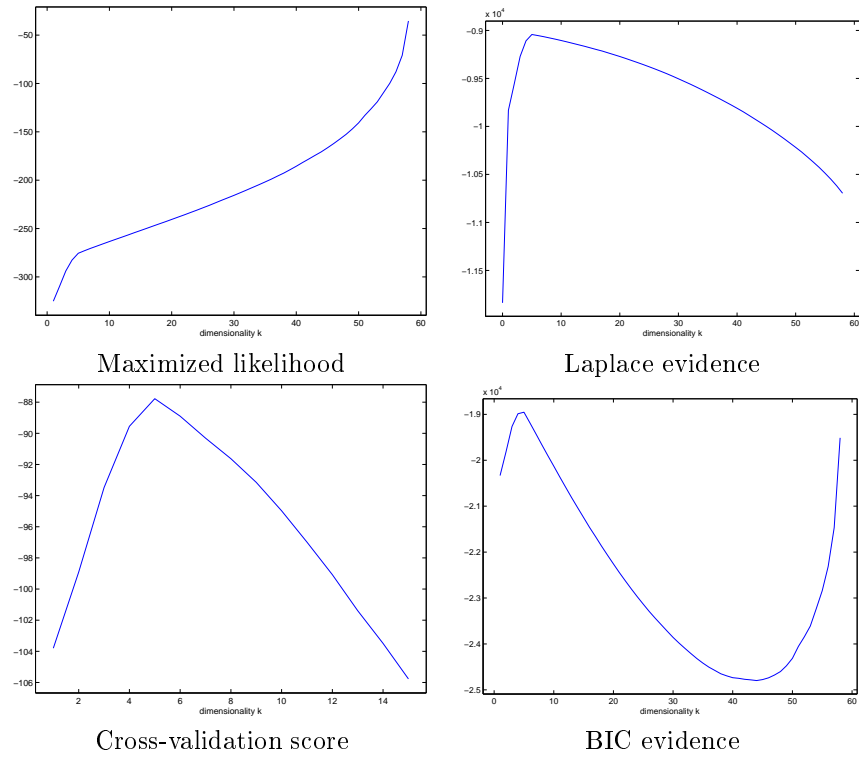 −50
−100
−150
−200
−250
−300
0 10 20 30 40 50 60
dimensionality k
Maximized likelihood
x 10⁴
−0.9
−0.95
−1
−1.05
−1.1
−1.15
0 10 20 30 40 50 60
dimensionality k
Laplace evidence
−88
−90
−92
−94
−96
−98
−100
−102
−104
−106
2 4 6 8 10 12 14
dimensionality k
Cross-validation score
x 10⁴
−1.9
−2
−2.1
−2.2
−2.3
−2.4
−2.5
0 10 20 30 40 50 60
dimensionality k
BIC evidence